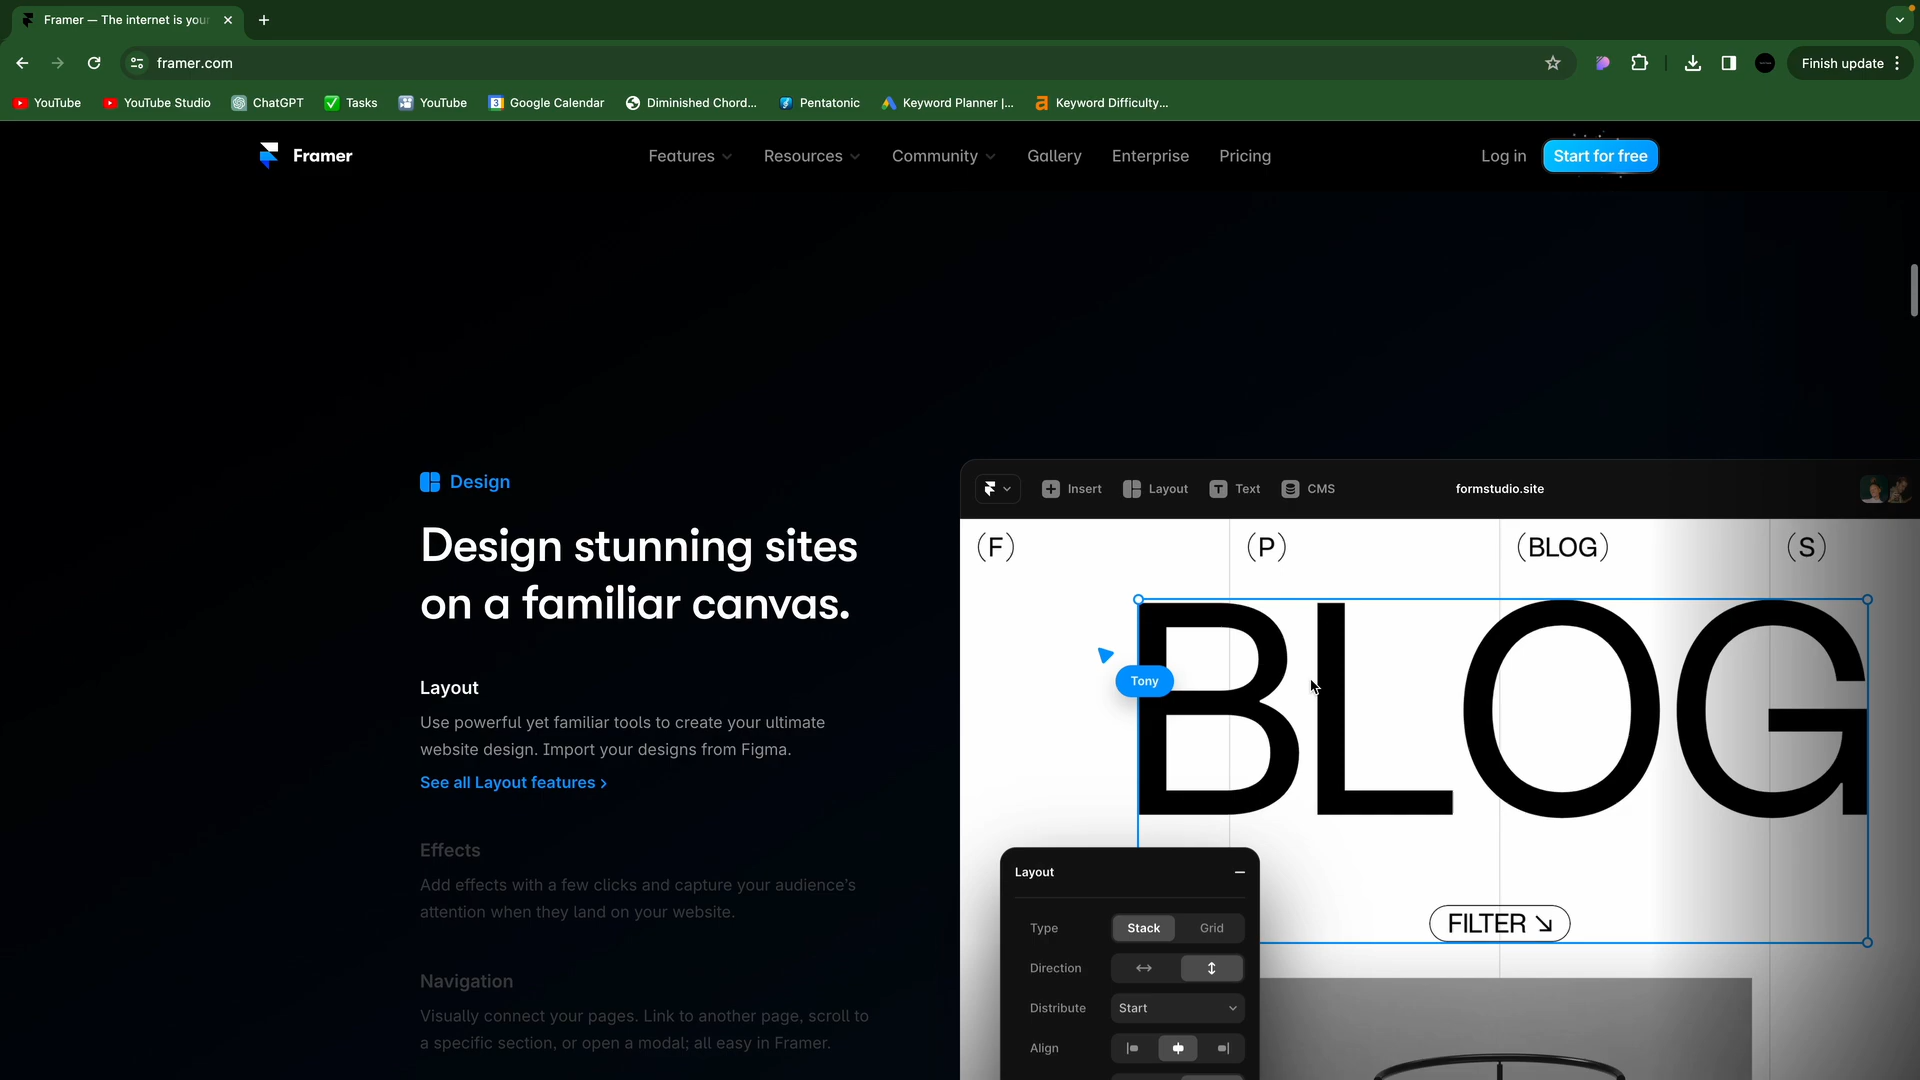 Framer — The internet is your
framer.com
Finish update
YouTube
YouTube Studio
ChatGPT
Tasks
YouTube
Google Calendar
Diminished Chord...
Pentatonic
Keyword Planner |...
Keyword Difficulty...
Framer
Features
Resources
Community
Gallery
Enterprise
Pricing
Log in
Start for free
Design
Design stunning sites
on a familiar canvas.
Layout
Use powerful yet familiar tools to create your ultimate
website design. Import your designs from Figma.
See all Layout features ›
Effects
Add effects with a few clicks and capture your audience’s
attention when they land on your website.
Navigation
Visually connect your pages. Link to another page, scroll to
a specific section, or open a modal; all easy in Framer.
Insert
Layout
Text
CMS
formstudio.site
(F)
(P)
(BLOG)
(S)
BLOG
Tony
FILTER ↘
Layout
Type
Stack
Grid
Direction
Distribute
Start
Align